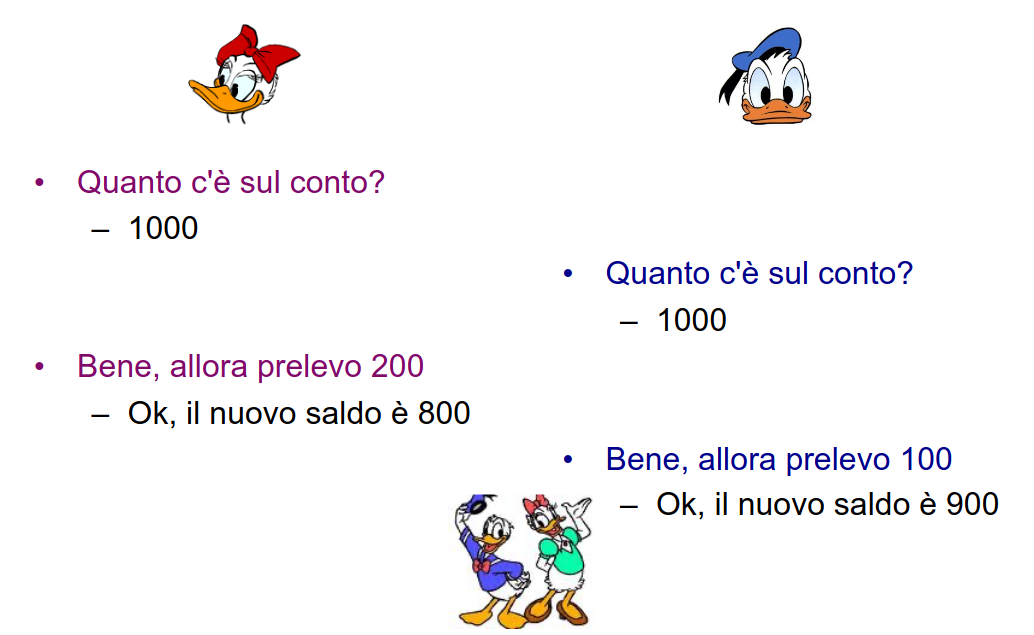 • Quanto c'è sul conto?
– 1000
• Quanto c'è sul conto?
– 1000
• Bene, allora prelevo 200
– Ok, il nuovo saldo è 800
• Bene, allora prelevo 100
– Ok, il nuovo saldo è 900